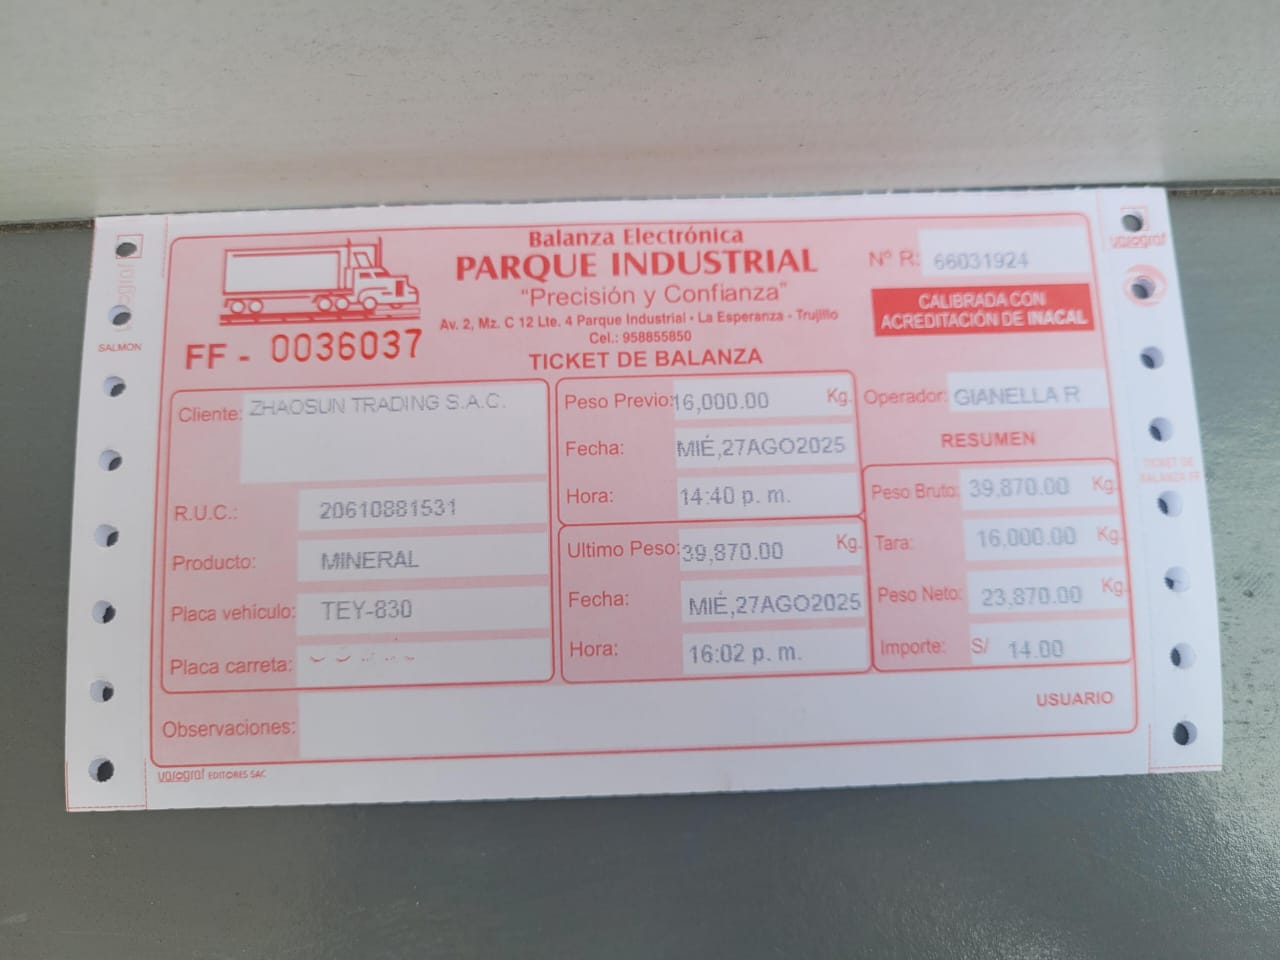 Balanza Electrónica
PARQUE INDUSTRIAL
"Precisión y Confianza"
Av. 2, Mz. C 12 Lte. 4 Parque Industrial - La Esperanza - Trujillo
Cel.: 958855850
TICKET DE BALANZA
Nº R: 66031924
CALIBRADA CON
ACREDITACIÓN DE INACAL
FF - 0036037
Cliente: ZHAOSUN TRADING S.A.C.
R.U.C.: 20610881531
Producto: MINERAL
Placa vehículo: TEY-830
Placa carreta:
Peso Previo: 16,000.00 Kg.
Fecha: MIÉ,27AGO2025
Hora: 14:40 p. m.
Ultimo Peso: 39,870.00 Kg.
Fecha: MIÉ,27AGO2025
Hora: 16:02 p. m.
Operador: GIANELLA R
RESUMEN
Peso Bruto: 39,870.00 Kg.
Tara: 16,000.00 Kg.
Peso Neto: 23,870.00 Kg.
Importe: S/ 14.00
Observaciones:
USUARIO
varograf EDITORES SAC
SALMON
varograf
TICKET DE
BALANZA FF